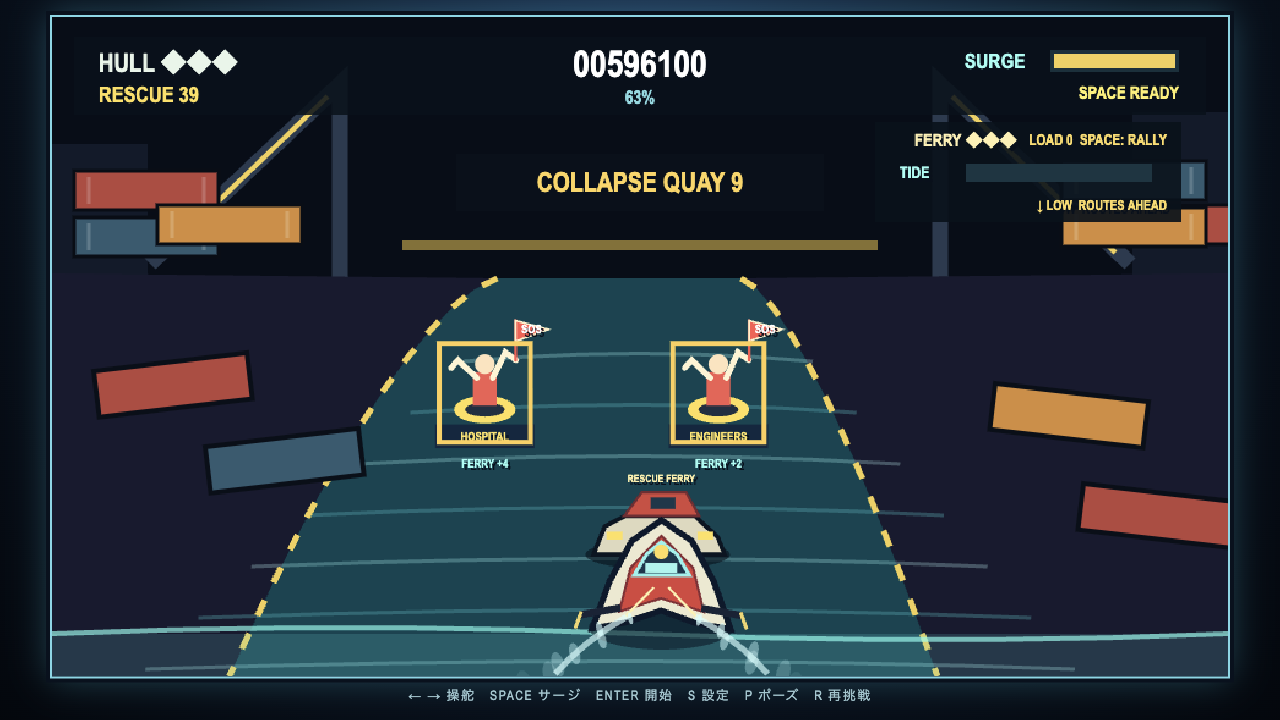 HULL
RESCUE 39
00596100
63%
SURGE
SPACE READY
FERRY LOAD 0 SPACE: RALLY
TIDE
↓ LOW ROUTES AHEAD
COLLAPSE QUAY 9
SOS
SOS
HOSPITAL
ENGINEERS
FERRY +4
FERRY +2
RESCUE FERRY
← → 操舵 SPACE サージ ENTER 開始 S 設定 P ポーズ R 再挑戦